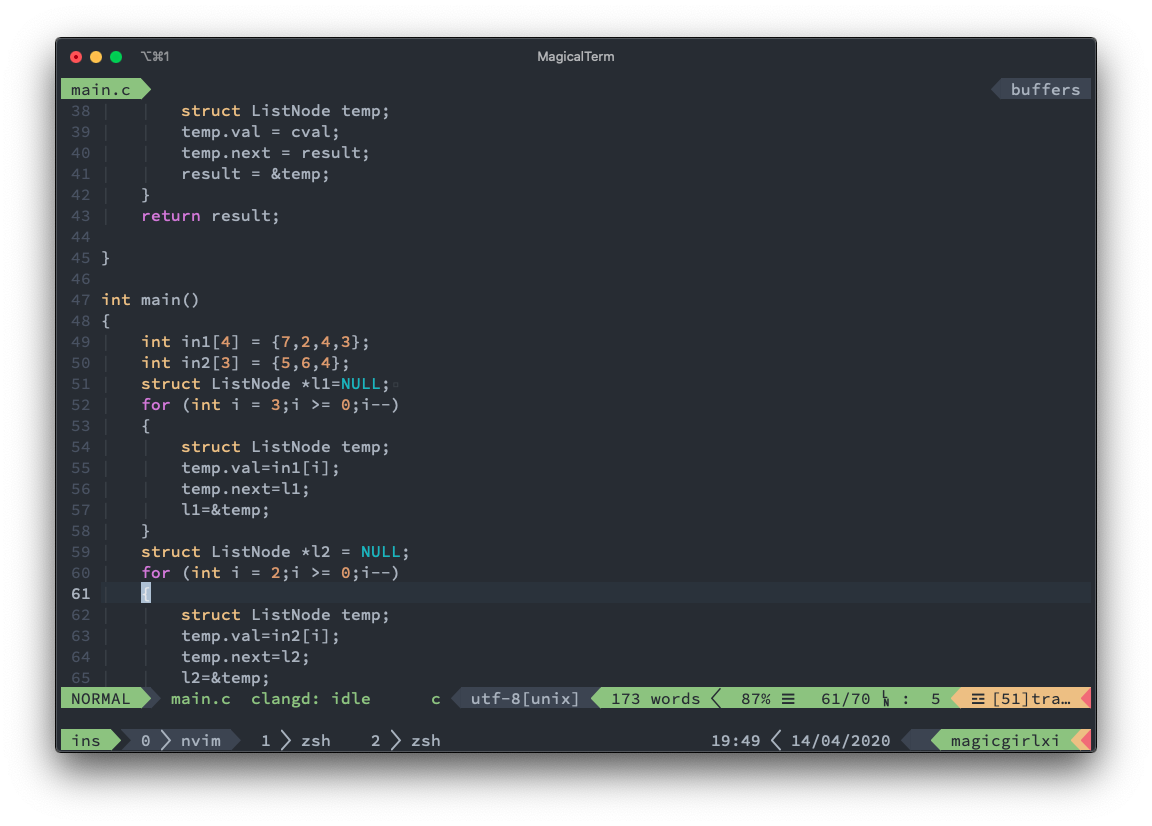 ⌥⌘1 MagicalTerm
main.c buffers
38 struct ListNode temp;
39 temp.val = cval;
40 temp.next = result;
41 result = &temp;
42 }
43 return result;
44
45 }
46
47 int main()
48 {
49 int in1[4] = {7,2,4,3};
50 int in2[3] = {5,6,4};
51 struct ListNode *l1=NULL;
52 for (int i = 3;i >= 0;i--)
53 {
54 struct ListNode temp;
55 temp.val=in1[i];
56 temp.next=l1;
57 l1=&temp;
58 }
59 struct ListNode *l2 = NULL;
60 for (int i = 2;i >= 0;i--)
61 {
62 struct ListNode temp;
63 temp.val=in2[i];
64 temp.next=l2;
65 l2=&temp;
NORMAL main.c clangd: idle c utf-8[unix] 173 words 87% ☰ 61/70 : 5 ☲ [51]tra…
ins 0 nvim 1 zsh 2 zsh 19:49 14/04/2020 magicgirlxi